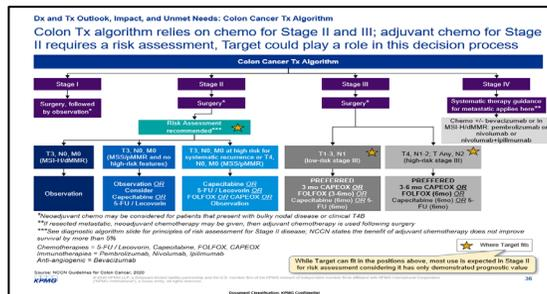 Dx and Tx Outlook, Impact, and Unmet Needs: Colon Cancer Tx Algorithm
Colon Tx algorithm relies on chemo for Stage II and III; adjuvant chemo for Stage
II requires a risk assessment, Target could play a role in this decision process
Colon Cancer Tx Algorithm
Stage I
Stage II
Stage III
Stage IV
Surgery, followed
by observation*
Surgery*
Surgery*
Systematic therapy guidance
for metastatic applies here**
Risk Assessment
recommended***
Chemo +/- bevacizumab or in
MSI-H/dMMR: pembrolizumab or
nivolumab or
nivolumab+ipilimumab
T3, N0, M0
(MSI-H/dMMR)
T3, N0, M0
(MSS/pMMR and no
high-risk features)
T3, N0, M0 at high risk for
systemic recurrence or T4,
N0, M0 (MSS/pMMR)
T1-3, N1
(low-risk stage III)
T4, N1-2; T Any, N2
(high-risk stage III)
Observation
Observation OR
Consider
Capecitabine OR
5-FU / Lecovorin
Capecitabine OR
5-FU / Lecovorin OR
FOLFOX OR CAPEOX OR
Observation
PREFERRED
3 mo CAPEOX OR
FOLFOX (3-6mo) OR
Capecitabine (6mo) OR 5-
FU (6mo)
PREFERRED
3-6 mo CAPEOX OR
FOLFOX (6mo) OR
Capecitabine (6mo) OR 5-
FU (6mo)
*Neoadjuvant chemo may be considered for patients that present with bulky nodal disease or clinical T4B
**If resected metastatic, neoadjuvant chemotherapy may be given, then adjuvant chemotherapy is used following surgery
***See diagnostic algorithm slide for principles of risk assessment for Stage II disease; NCCN states the benefit of adjuvant chemotherapy does not improve
survival by more than 5%
Chemotherapies = 5-FU / Lecovorin, Capecitabine, FOLFOX, CAPEOX
Immunotherapies = Pembrolizumab, Nivolumab, Ipilimumab
Anti-angiogenic = Bevacizumab
Where Target fits
While Target can fit in the positions above, most use is expected in Stage II
for risk assessment considering it has only demonstrated prognostic value
Source: NCCN Guidelines for Colon Cancer, 2020
KPMG
36
Document Classification: KPMG Confidential